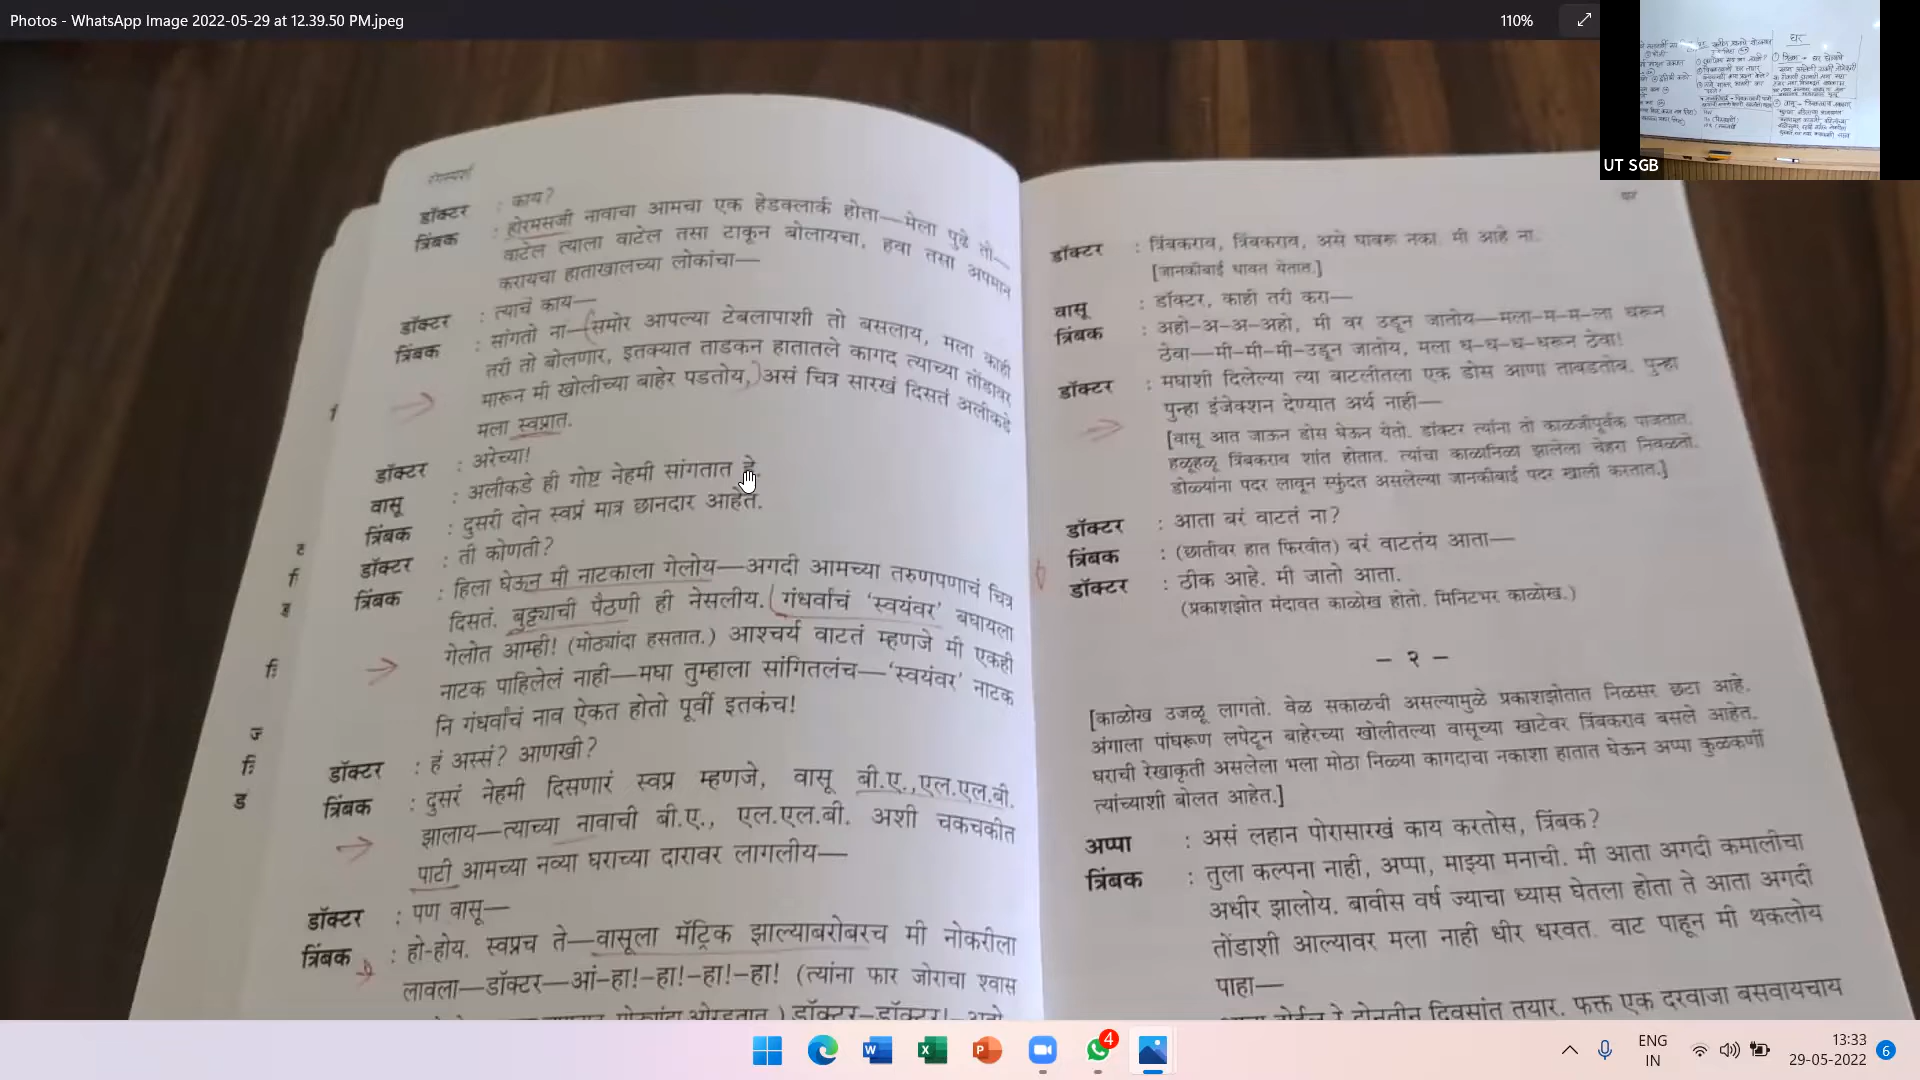 Photos - WhatsApp Image 2022-05-29 at 12.39.50 PM.jpeg
110%
UT SGB
घर
डॉक्टर : काय?
त्रिंबक : होरमसजी नावाचा आमचा एक हेडक्लार्क होता—मेला पुढे तो—
वाटेल त्याला वाटेल तसा टाकून बोलायचा, हवा तसा अपमान
करायचा हाताखालच्या लोकांचा—
डॉक्टर : त्याचं काय—
त्रिंबक : सांगतो ना—समोर आपल्या टेबलापाशी तो बसलाय, मला काही
तरी तो बोलणार, इतक्यात ताडकन हातातले कागद त्याच्या तोंडावर
मारून मी खोलीच्या बाहेर पडतोय, असं चित्र सारखं दिसतं अलीकडे
मला स्वप्नात.
डॉक्टर : अरेच्या!
वासू : अलीकडे ही गोष्ट नेहमी सांगतात हे.
त्रिंबक : दुसरी दोन स्वप्नं मात्र छानदार आहेत.
डॉक्टर : ती कोणती?
त्रिंबक : हिला घेऊन मी नाटकाला गेलोय—अगदी आमच्या तरुणपणाचं चित्र
दिसतं. बुट्ट्याची पैठणी ही नेसलीय. गंधर्वांचं ‘स्वयंवर’ बघायला
गेलोत आम्ही! (मोठ्यांदा हसतात.) आश्चर्य वाटतं म्हणजे मी एकही
नाटक पाहिलेलं नाही—मघा तुम्हाला सांगितलंच—‘स्वयंवर’ नाटक
नि गंधर्वांचं नाव ऐकत होतो पूर्वी इतकंच!
डॉक्टर : हं अस्सं? आणखी?
त्रिंबक : दुसरं नेहमी दिसणारं स्वप्न म्हणजे, वासू बी.ए.,एल.एल.बी.
झालाय—त्याच्या नावाची बी.ए., एल.एल.बी. अशी चकचकीत
पाटी आमच्या नव्या घराच्या दारावर लागलीय—
डॉक्टर : पण वासू—
त्रिंबक : हो-होय. स्वप्नच ते—वासूला मॅट्रिक झाल्याबरोबरच मी नोकरीला
लावला—डॉक्टर—आं-हा!-हा!-हा!-हा! (त्यांना फार जोराचा श्वास
डॉक्टर : त्रिंबकराव, त्रिंबकराव, असे घाबरू नका. मी आहे ना.
[जानकीबाई धावत येतात.]
वासू : डॉक्टर, काही तरी करा—
त्रिंबक : अहो-अ-अ-अहो, मी वर उडून जातोय—मला-म-म-ला धरून
ठेवा—मी-मी-मी-उडून जातोय, मला ध-ध-ध-धरून ठेवा!
डॉक्टर : मघाशी दिलेल्या त्या बाटलीतला एक डोस आणा ताबडतोब. पुन्हा
पुन्हा इंजेक्शन देण्यात अर्थ नाही—
[वासू आत जाऊन डोस घेऊन येतो. डॉक्टर त्यांना तो काळजीपूर्वक पाजतात.
हळूहळू त्रिंबकराव शांत होतात. त्यांचा काळानिळा झालेला चेहरा निवळतो.
डोळ्यांना पदर लावून स्फुंदत असलेल्या जानकीबाई पदर खाली करतात.]
डॉक्टर : आता बरं वाटतं ना?
त्रिंबक : (छातीवर हात फिरवीत) बरं वाटतंय आता—
डॉक्टर : ठीक आहे. मी जातो आता.
(प्रकाशझोत मंदावत काळोख होतो. मिनिटभर काळोख.)
– २ –
[काळोख उजळू लागतो. वेळ सकाळची असल्यामुळे प्रकाशझोतात निळसर छटा आहे.
अंगाला पांघरूण लपेटून बाहेरच्या खोलीतल्या वासूच्या खाटेवर त्रिंबकराव बसले आहेत.
घराची रेखाकृती असलेला भला मोठा निळ्या कागदाचा नकाशा हातात घेऊन अप्पा कुळकर्णी
त्यांच्याशी बोलत आहेत.]
अप्पा : असं लहान पोरासारखं काय करतोस, त्रिंबक?
त्रिंबक : तुला कल्पना नाही, अप्पा, माझ्या मनाची. मी आता अगदी कमालीचा
अधीर झालोय. बावीस वर्षं ज्याचा ध्यास घेतला होता ते आता अगदी
तोंडाशी आल्यावर मला नाही धीर धरवत. वाट पाहून मी थकलोय
पाहा—
दोनतीन दिवसांत तयार. फक्त एक दरवाजा बसवायचाय
4
ENG
IN
13:33
29-05-2022
6